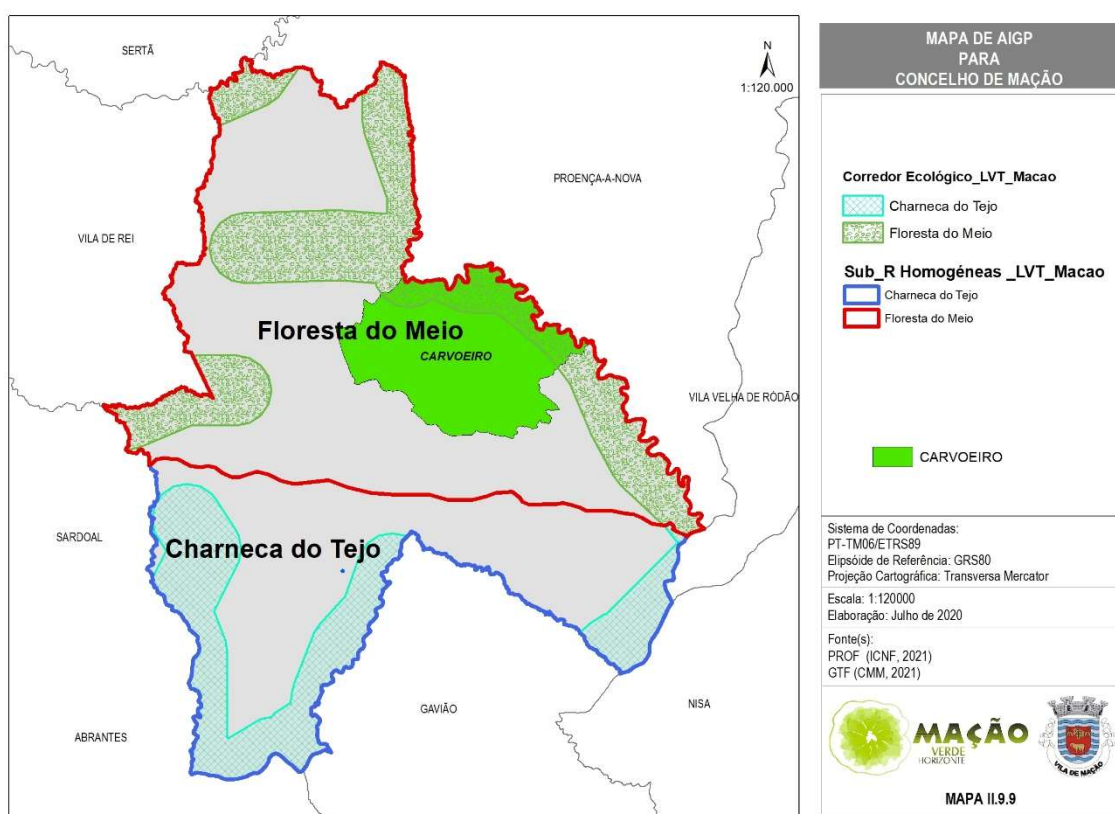 SERTÃ
N
1:120.000
PROENÇA-A-NOVA
VILA DE REI
Floresta do Meio
CARVOEIRO
VILA VELHA DE RÓDÃO
SARDOAL
Charneca do Tejo
GAVIÃO
NISA
ABRANTES
MAPA DE AIGP
PARA
CONCELHO DE MAÇÃO
Corredor Ecológico_LVT_Macao
Charneca do Tejo
Floresta do Meio
Sub_R Homogéneas _LVT_Macao
Charneca do Tejo
Floresta do Meio
CARVOEIRO
Sistema de Coordenadas:
PT-TM06/ETRS89
Elipsóide de Referência: GRS80
Projeção Cartográfica: Transversa Mercator
Escala: 1:120000
Elaboração: Julho de 2020
Fonte(s):
PROF (ICNF, 2021)
GTF (CMM, 2021)
MAÇÃO
VERDE
HORIZONTE
VILA DE MAÇÃO
MAPA II.9.9